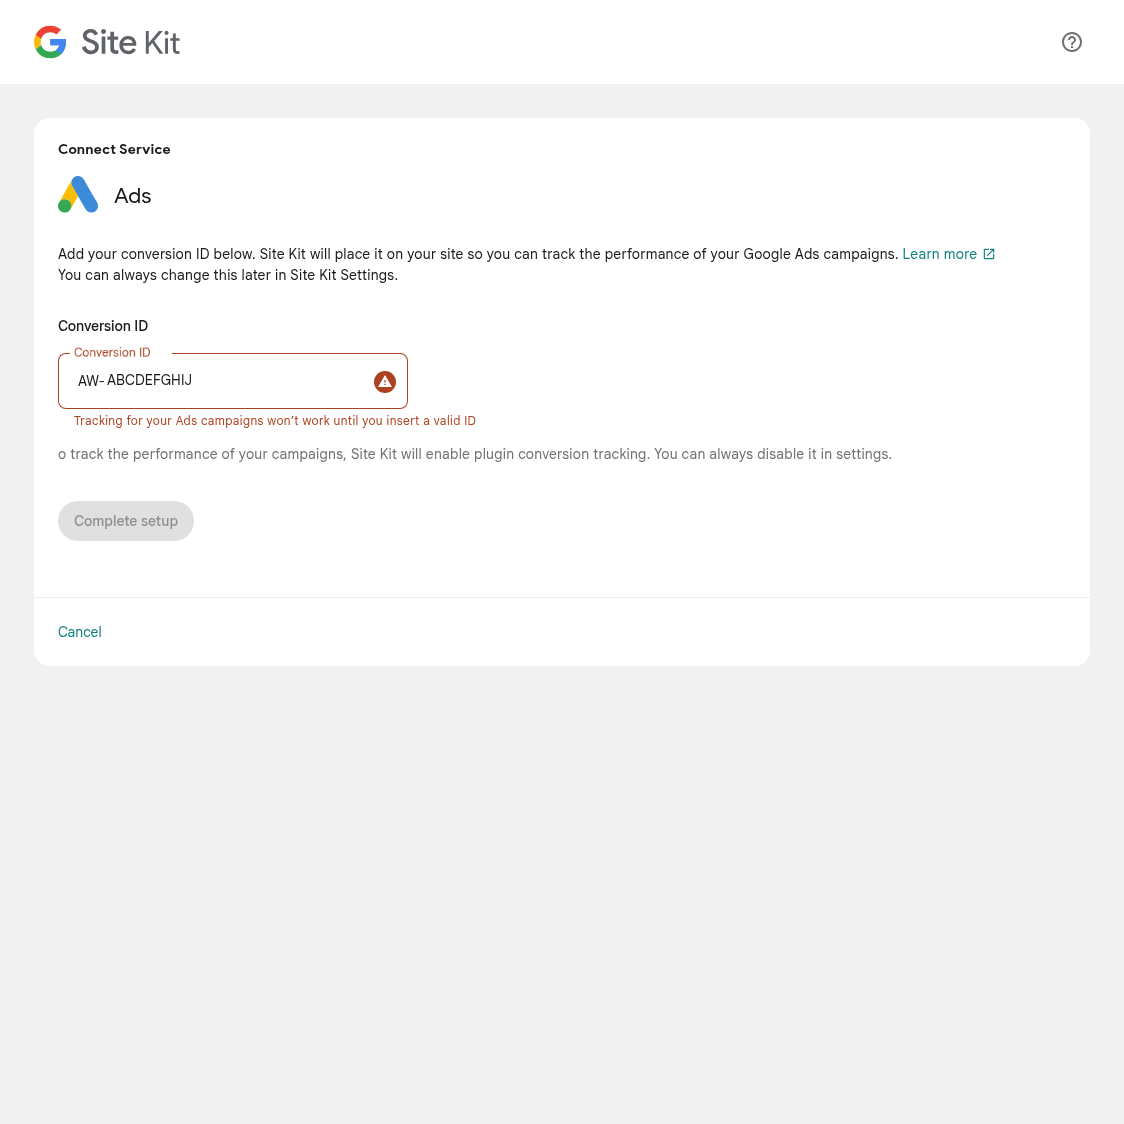 Site Kit
Connect Service
Ads
Add your conversion ID below. Site Kit will place it on your site so you can track the performance of your Google Ads campaigns. Learn more
You can always change this later in Site Kit Settings.
Conversion ID
Conversion ID
AW- ABCDEFGHIJ
Tracking for your Ads campaigns won’t work until you insert a valid ID
o track the performance of your campaigns, Site Kit will enable plugin conversion tracking. You can always disable it in settings.
Complete setup
Cancel